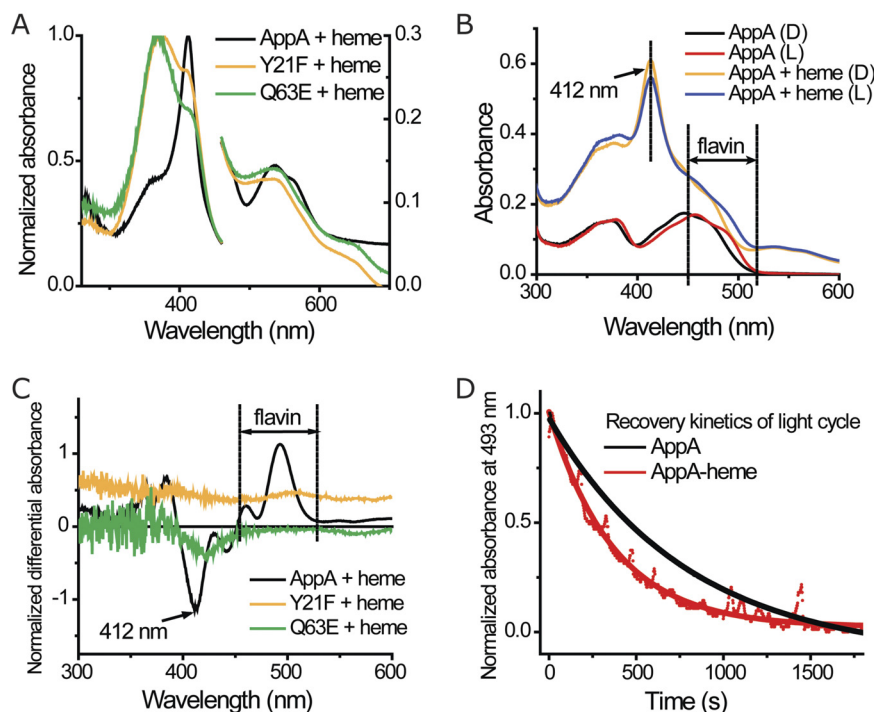 A
AppA + heme
Y21F + heme
Q63E + heme
Normalized absorbance
1.0
0.5
0.0
0.3
0.2
0.1
0.0
400
600
Wavelength (nm)
B
AppA (D)
AppA (L)
AppA + heme (D)
AppA + heme (L)
412 nm
flavin
Absorbance
0.6
0.4
0.2
0.0
300
400
500
600
Wavelength (nm)
C
flavin
Normalized differential absorbance
1
0
-1
AppA + heme
Y21F + heme
Q63E + heme
412 nm
300
400
500
600
Wavelength (nm)
D
Recovery kinetics of light cycle
AppA
AppA-heme
Normalized absorbance at 493 nm
1.0
0.5
0.0
0
500
1000
1500
Time (s)